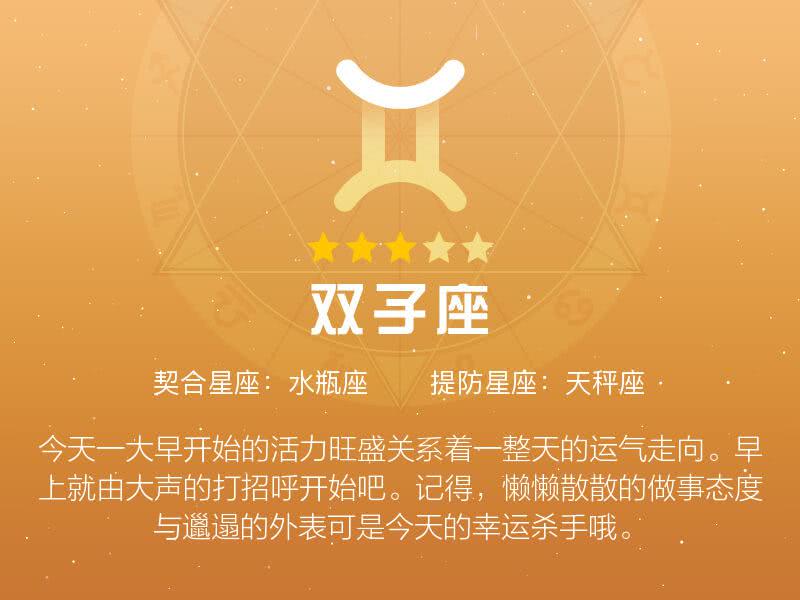 双子座
契合星座：水瓶座 提防星座：天秤座
今天一大早开始的活力旺盛关系着一整天的运气走向。早
上就由大声的打招呼开始吧。记得，懒懒散散的做事态度
与邋遢的外表可是今天的幸运杀手哦。